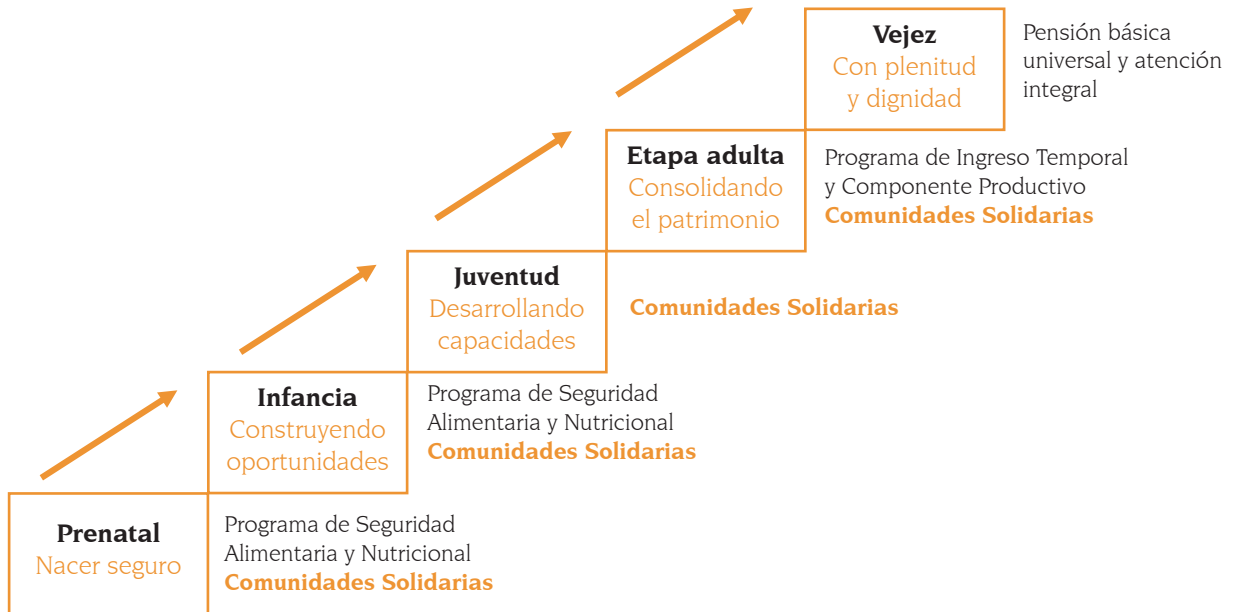 Vejez
Con plenitud
y dignidad
Pensión básica
universal y atención
integral
Etapa adulta
Consolidando
el patrimonio
Programa de Ingreso Temporal
y Componente Productivo
Comunidades Solidarias
Juventud
Desarrollando
capacidades
Comunidades Solidarias
Infancia
Construyendo
oportunidades
Programa de Seguridad
Alimentaria y Nutricional
Comunidades Solidarias
Prenatal
Nacer seguro
Programa de Seguridad
Alimentaria y Nutricional
Comunidades Solidarias